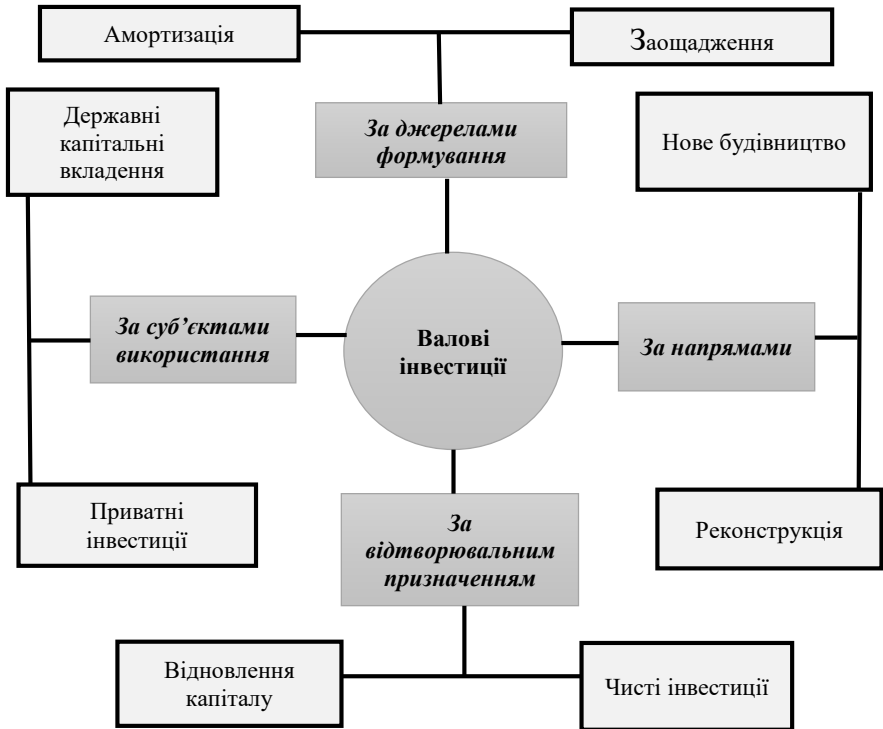 Амортизація
Заощадження
Державні
капітальні
вкладення
За джерелами
формування
Нове будівництво
За суб’єктами
використання
Валові
інвестиції
За напрямами
Приватні
інвестиції
За
відтворювальним
призначенням
Реконструкція
Відновлення
капіталу
Чисті інвестиції